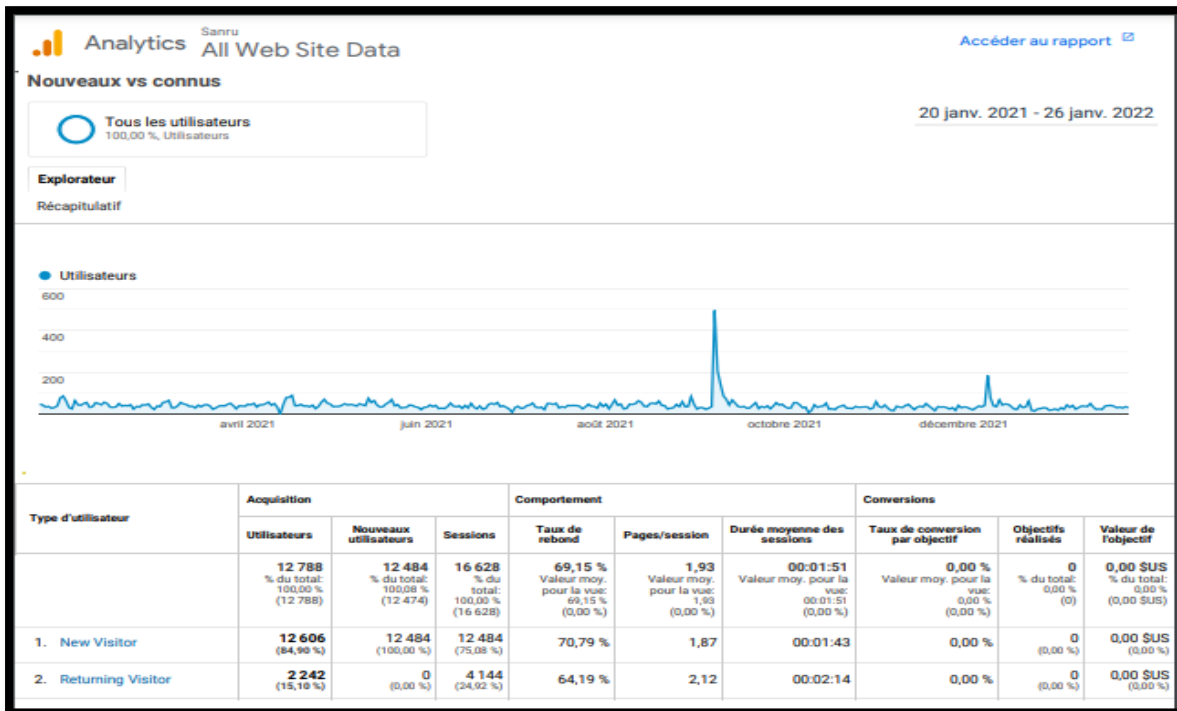 Analytics
Sanru
All Web Site Data
Accéder au rapport
Nouveaux vs connus
Tous les utilisateurs
100,00 %, Utilisateurs
20 janv. 2021 - 26 janv. 2022
Explorateur
Récapitulatif
Utilisateurs
600
400
200
avril 2021 juin 2021 août 2021 octobre 2021 décembre 2021
Type d'utilisateur
Acquisition Comportement Conversions
Utilisateurs Nouveaux utilisateurs Sessions Taux de rebond Pages/session Durée moyenne des sessions Taux de conversion par objectif Objectifs réalisés Valeur de l'objectif
12 788
% du total:
100,00 %
(12 788)
12 484
% du total:
100,08 %
(12 474)
16 628
% du
total:
100,00 %
(16 628)
69,15 %
Valeur moy.
pour la vue:
69,15 %
(0,00 %)
1,93
Valeur moy.
pour la vue:
1,93
(0,00 %)
00:01:51
Valeur moy. pour la
vue:
00:01:51
(0,00 %)
0,00 %
Valeur moy. pour la
vue:
0,00 %
(0,00 %)
0
% du total:
0,00 %
(0)
0,00 $US
% du total:
0,00 %
(0,00 $US)
1. New Visitor 12 606 12 484 12 484 70,79 % 1,87 00:01:43 0,00 % 0 0,00 $US
(84,90 %) (100,00 %) (75,08 %) (0,00 %) (0,00 %)
2. Returning Visitor 2 242 0 4 144 64,19 % 2,12 00:02:14 0,00 % 0 0,00 $US
(15,10 %) (0,00 %) (24,92 %) (0,00 %) (0,00 %)